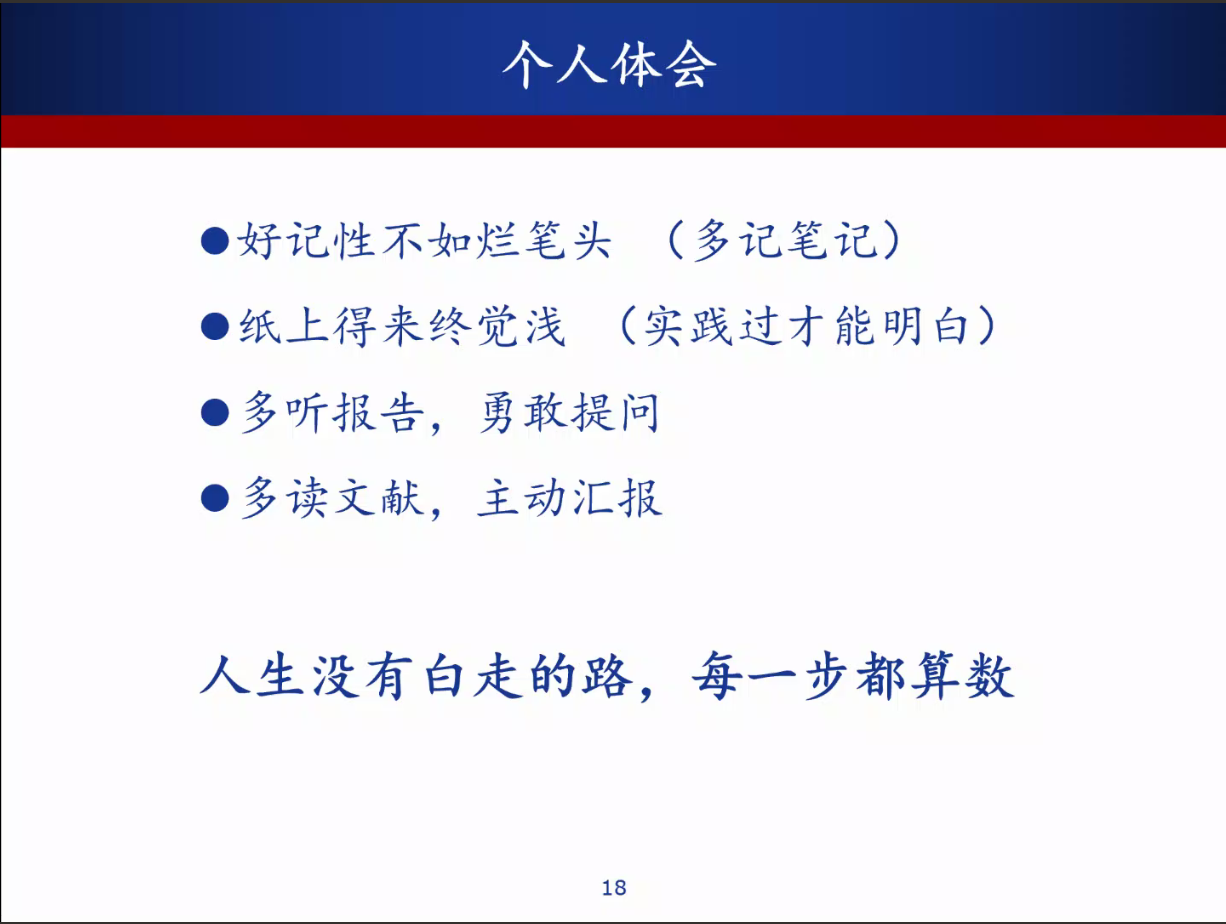 个人体会
●好记性不如烂笔头 （多记笔记）
●纸上得来终觉浅 （实践过才能明白）
●多听报告，勇敢提问
●多读文献，主动汇报
人生没有白走的路，每一步都算数
18